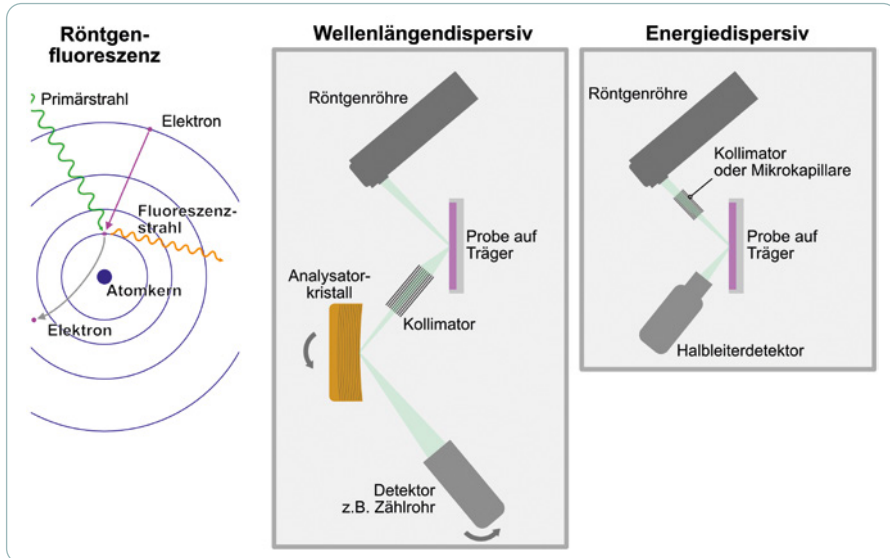 Röntgen-
fluoreszenz
Primärstrahl
Elektron
Fluoreszenz-
strahl
Atomkern
Elektron
Wellenlängendispersiv
Röntgenröhre
Probe auf
Träger
Analysator-
kristall
Kollimator
Detektor
z.B. Zählrohr
Energiedispersiv
Röntgenröhre
Kollimator
oder Mikrokapillare
Probe auf
Träger
Halbleiterdetektor